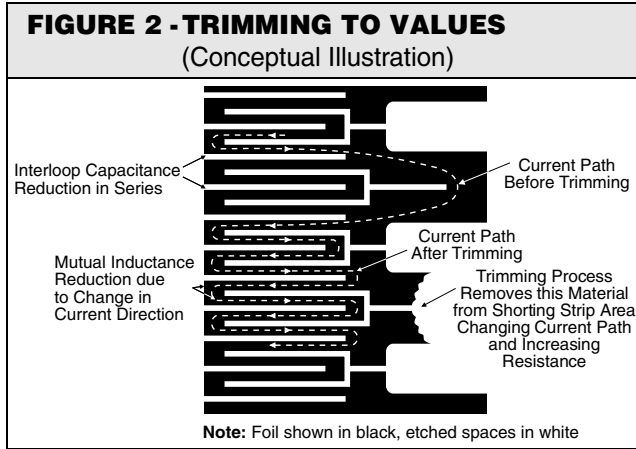 FIGURE 2 - TRIMMING TO VALUES
(Conceptual Illustration)
Interloop Capacitance
Reduction in Series
Current Path
Before Trimming
Mutual Inductance
Reduction due
to Change in
Current Direction
Current Path
After Trimming
Trimming Process
Removes this Material
from Shorting Strip Area
Changing Current Path
and Increasing
Resistance
Note: Foil shown in black, etched spaces in white